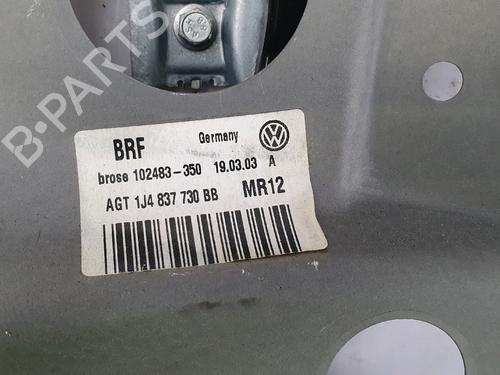 B-PARTS
BRF Germany
brose 102483-350 19.03.03 A
AGT 1J4 837 730 BB MR12